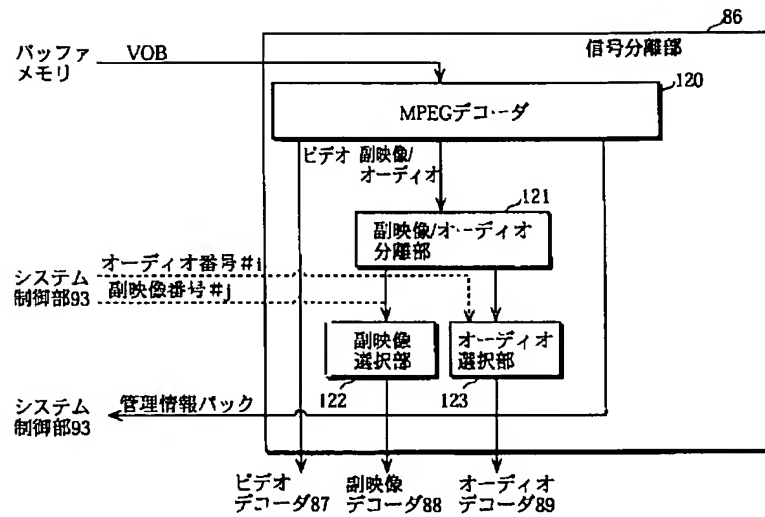 86
信号分離部
バッファ
メモリ
VOB
120
MPEGデコーダ
ビデオ
副映像/
オーディオ
121
副映像/オーディオ
分離部
システム
制御部93
オーディオ番号#i
副映像番号#j
副映像
選択部
オーディオ
選択部
122
123
システム
制御部93
管理情報パック
ビデオ
デコーダ87
副映像
デコーダ88
オーディオ
デコーダ89